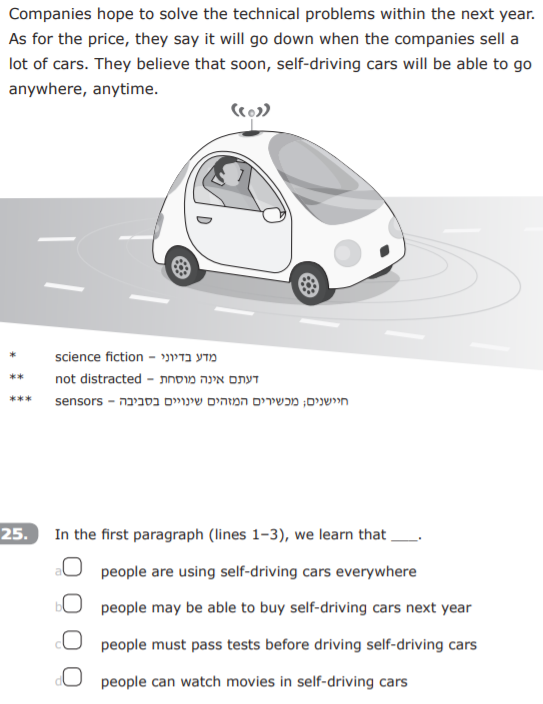 Companies hope to solve the technical problems within the next year.
As for the price, they say it will go down when the companies sell a
lot of cars. They believe that soon, self-driving cars will be able to go
anywhere, anytime.
* science fiction – מדע בדיוני
** not distracted – דעתם אינה מוסחת
*** sensors – חיישנים; מכשירים המזהים שינויים בסביבה
25. In the first paragraph (lines 1–3), we learn that ___.
a people are using self-driving cars everywhere
b people may be able to buy self-driving cars next year
c people must pass tests before driving self-driving cars
d people can watch movies in self-driving cars